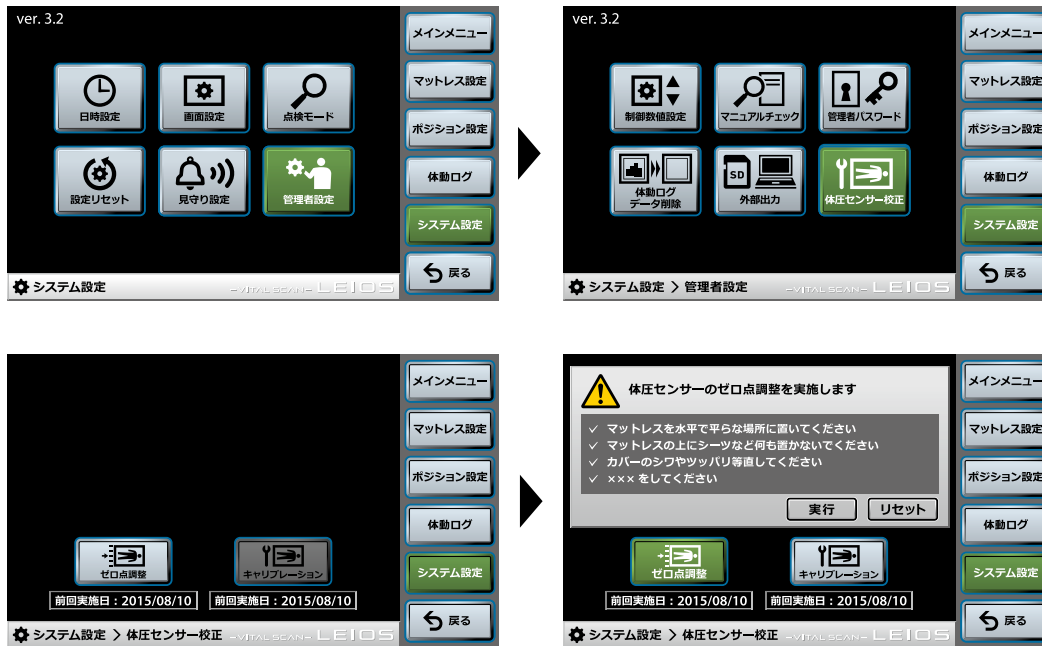 ver. 3.2
日時設定
画面設定
点検モード
設定リセット
見守り設定
管理者設定
メインメニュー
マットレス設定
ポジション設定
体動ログ
システム設定
戻る
システム設定
-VITAL SCAN- LEIOS
ver. 3.2
制御数値設定
マニュアルチェック
管理者パスワード
体動ログ
データ削除
SD
外部出力
体圧センサー校正
メインメニュー
マットレス設定
ポジション設定
体動ログ
システム設定
戻る
システム設定 > 管理者設定
-VITAL SCAN- LEIOS
ゼロ点調整
キャリブレーション
前回実施日:2015/08/10
前回実施日:2015/08/10
メインメニュー
マットレス設定
ポジション設定
体動ログ
システム設定
戻る
システム設定 > 体圧センサー校正
-VITAL SCAN- LEIOS
体圧センサーのゼロ点調整を実施します
✓ マットレスを水平で平らな場所に置いてください
✓ マットレスの上にシーツなど何も置かないでください
✓ カバーのシワやツッパリ等直してください
✓ ×××をしてください
実行
リセット
ゼロ点調整
キャリブレーション
前回実施日:2015/08/10
前回実施日:2015/08/10
メインメニュー
マットレス設定
ポジション設定
体動ログ
システム設定
戻る
システム設定 > 体圧センサー校正
-VITAL SCAN- LEIOS